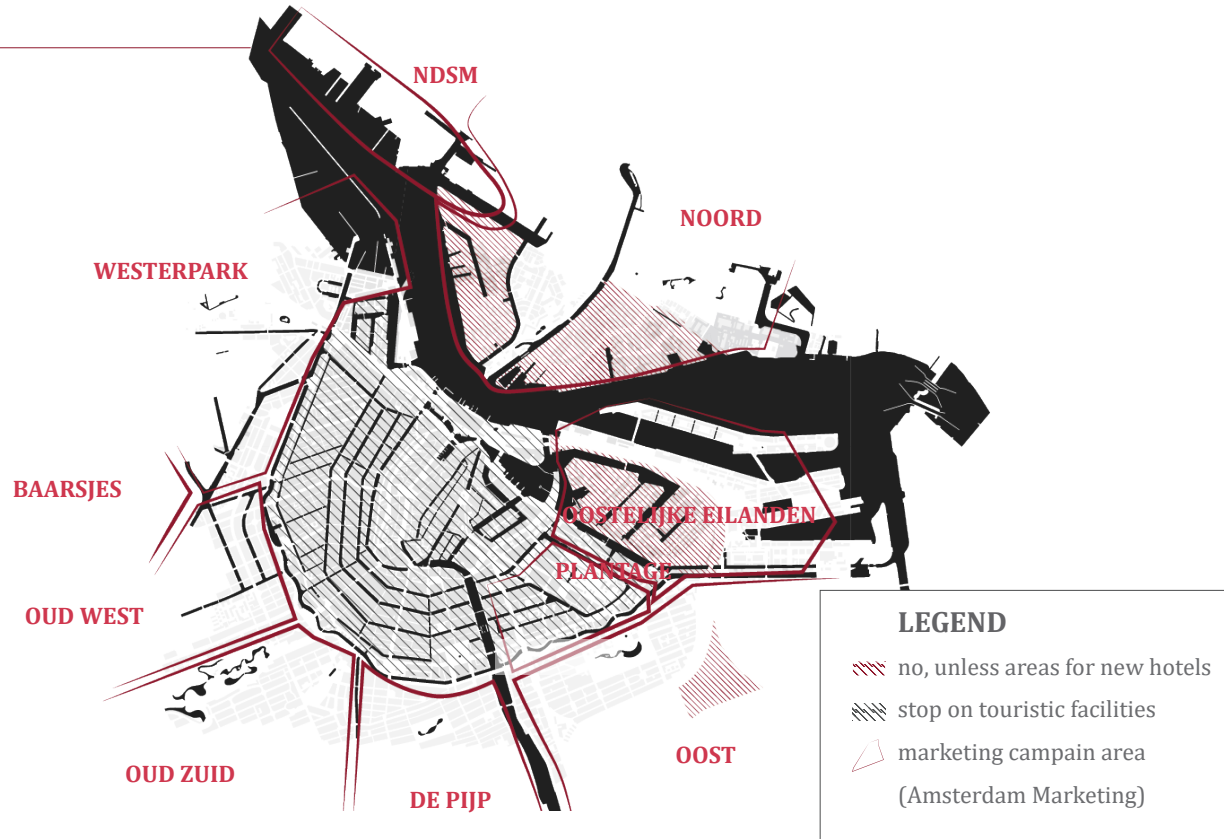 NDSM
NOORD
WESTERPARK
BAARSJES
OOSTELIJKE EILANDEN
PLANTAGE
OUD WEST
OUD ZUID
DE PIJP
OOST
LEGEND
no, unless areas for new hotels
stop on touristic facilities
marketing campain area
(Amsterdam Marketing)